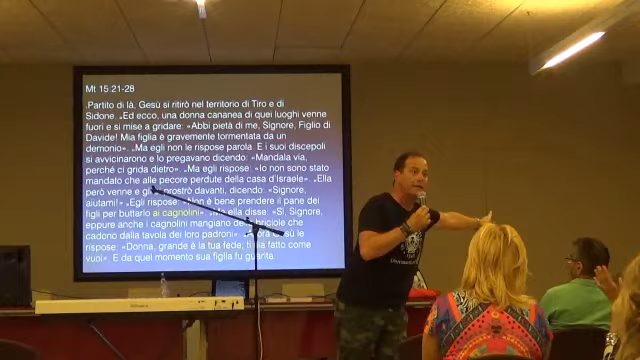 Mt 15:21-28
Partito di là, Gesù si ritirò nel territorio di Tiro e di
Sidone. «Ed ecco, una donna cananea di quei luoghi venne
fuori e si mise a gridare: «Abbi pietà di me, Signore, Figlio di
Davide! Mia figlia è gravemente tormentata da un
demonio». «Ma egli non le rispose parola. E i suoi discepoli
si avvicinarono e lo pregavano dicendo: «Mandala via,
perché ci grida dietro». «Ma egli rispose: «Io non sono stato
mandato che alle pecore perdute della casa d'Israele». «Ella
però venne e gli si prostrò davanti, dicendo: «Signore,
aiutami!» «Egli rispose: «Non è bene prendere il pane dei
figli per buttarlo ai cagnolini». «Ma ella disse: «Sì, Signore,
eppure anche i cagnolini mangiano delle briciole che
cadono dalla tavola dei loro padroni». «Allora Gesù le
rispose: «Donna, grande è la tua fede; ti sia fatto come
vuoi». E da quel momento sua figlia fu guarita.